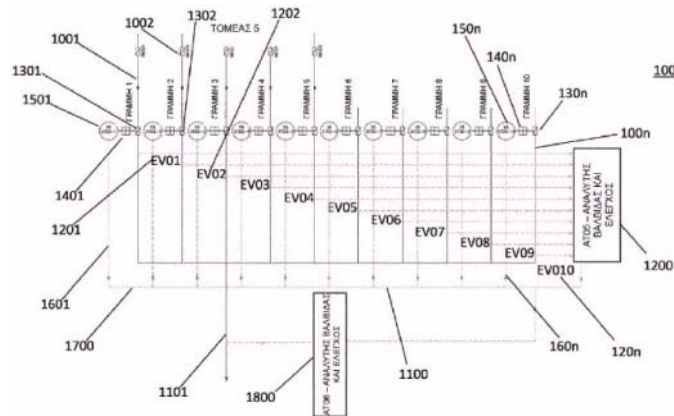 1001
1002
ΤΟΜΕΑΣ 5
1302
1202
150n
140n
100
1301
1501
130n
ΓΡΑΜΜΗ 1
ΓΡΑΜΜΗ 2
ΓΡΑΜΜΗ 3
ΓΡΑΜΜΗ 4
ΓΡΑΜΜΗ 5
ΓΡΑΜΜΗ 6
ΓΡΑΜΜΗ 7
ΓΡΑΜΜΗ 8
ΓΡΑΜΜΗ 9
ΓΡΑΜΜΗ 10
100n
1401
1201
EV01
EV02
EV03
EV04
EV05
EV06
EV07
EV08
EV09
EV010
AT05 – ΑΝΑΛΥΤΗΣ
ΒΑΛΒΙΔΑΣ ΚΑΙ
ΕΛΕΓΧΟΣ
1200
1601
1700
1101
1800
AT06 – ΑΝΑΛΥΤΗΣ ΒΑΛΒΙΔΑΣ
ΚΑΙ ΕΛΕΓΧΟΣ
1100
160n
120n